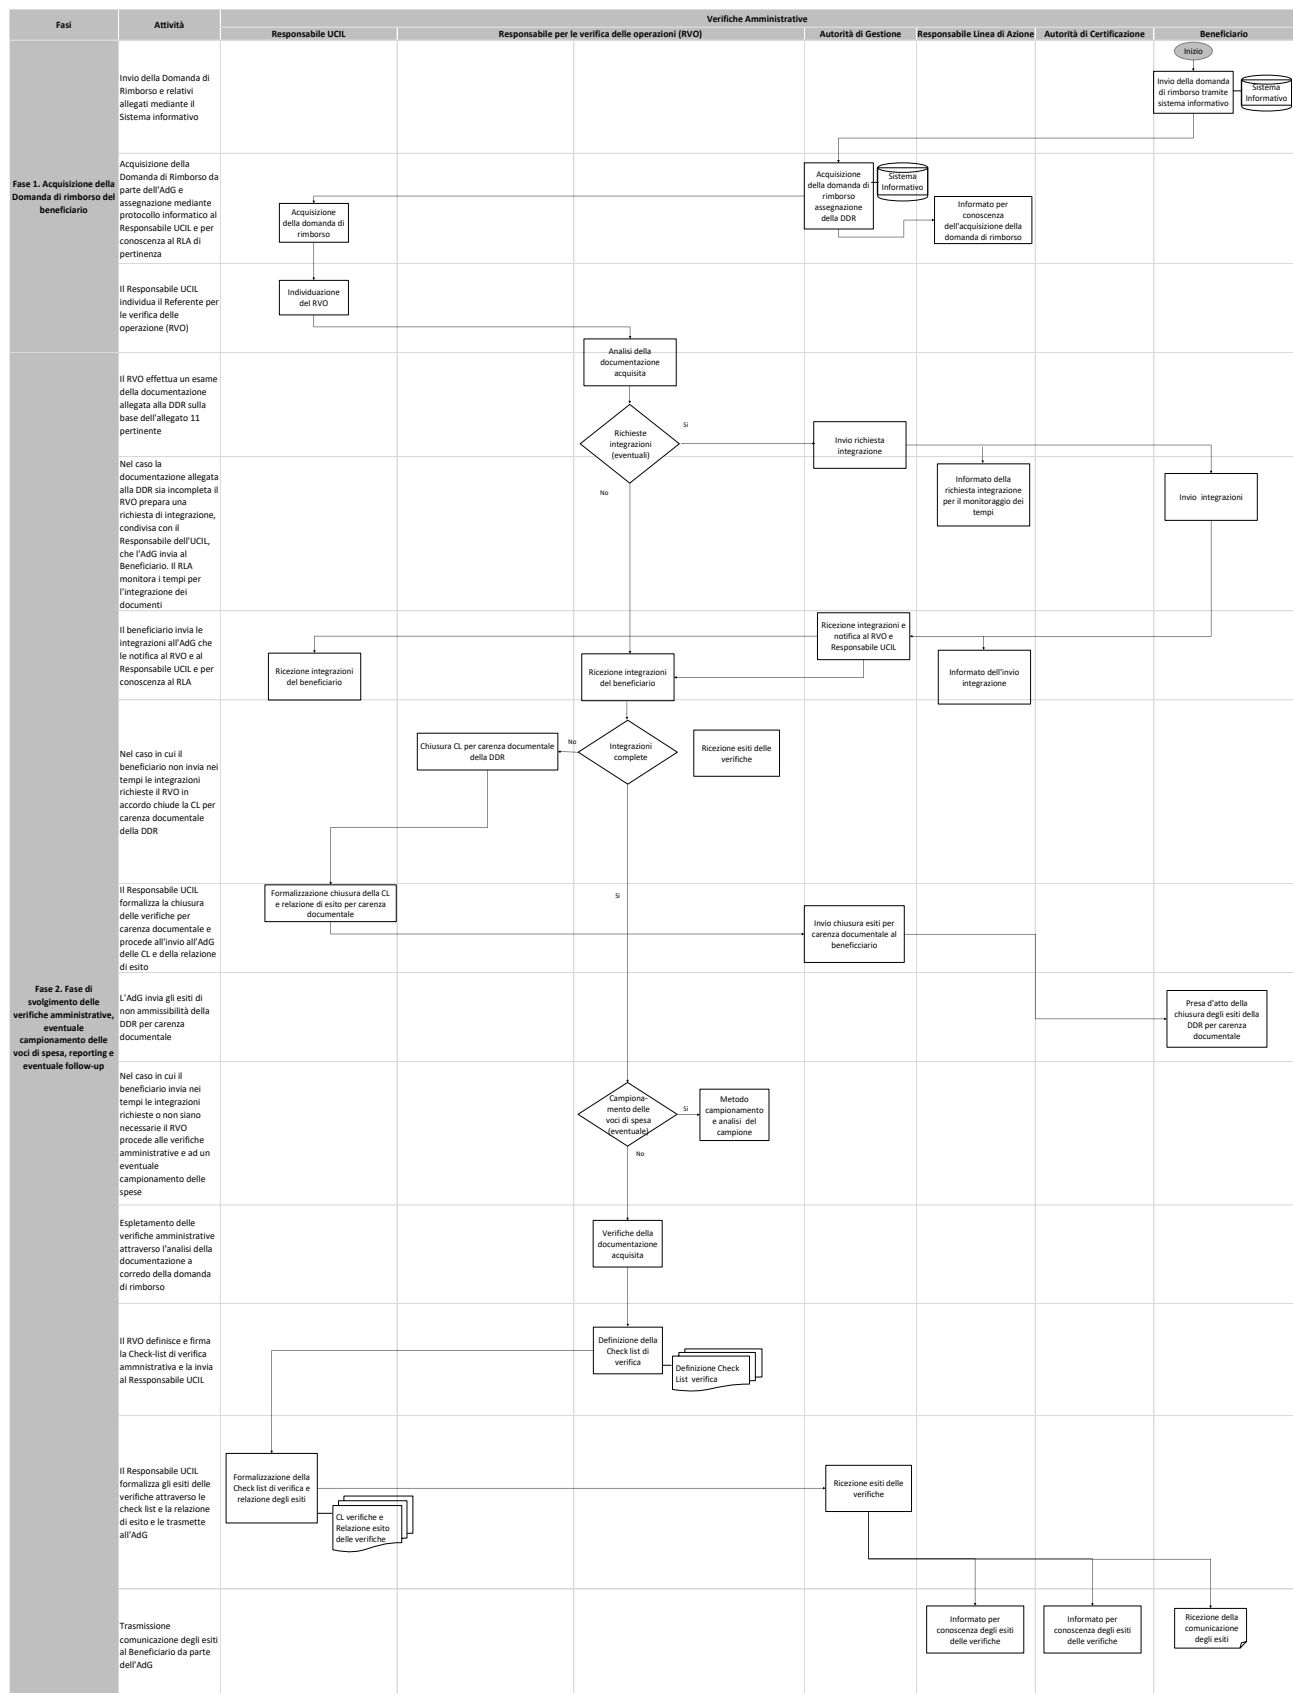 Fasi
Attività
Verifiche Amministrative
Responsabile UCIL
Responsabile per le verifica delle operazioni (RVO)
Autorità di Gestione
Responsabile Linea di Azione
Autorità di Certificazione
Beneficiario
Fase 1. Acquisizione della
Domanda di rimborso del
beneficiario
Invio della Domanda di
Rimborso e relativi
allegati mediante il
Sistema informativo
Inizio
Invio della domanda
di rimborso tramite
sistema informativo
Sistema
Informativo
Acquisizione della
Domanda di Rimborso da
parte dell'AdG e
assegnazione mediante
protocollo informatico al
Responsabile UCIL e per
conoscenza al RLA di
pertinenza
Acquisizione
della domanda di
rimborso
Acquisizione
della domanda di
rimborso
assegnazione
della DDR
Sistema
Informativo
Informato per
conoscenza
dell'acquisizione della
domanda di rimborso
Il Responsabile UCIL
individua il Referente per
le verifica delle
operazione (RVO)
Individuazione
del RVO
Analisi della
documentazione
acquisita
Fase 2. Fase di
svolgimento delle
verifiche amministrative,
eventuale
campionamento delle
voci di spesa, reporting e
eventuale follow-up
Il RVO effettua un esame
della documentazione
allegata alla DDR sulla
base dell'allegato 11
pertinente
Richieste
integrazioni
(eventuali)
Si
No
Invio richiesta
integrazione
Nel caso la
documentazione allegata
alla DDR sia incompleta il
RVO prepara una
richiesta di integrazione,
condivisa con il
Responsabile dell'UCIL,
che l'AdG invia al
Beneficiario. Il RLA
monitora i tempi per
l'integrazione dei
documenti
Informato della
richiesta integrazione
per il monitoraggio dei
tempi
Invio  integrazioni
Il beneficiario invia le
integrazioni all'AdG che
le notifica al RVO e al
Responsabile UCIL e per
conoscenza al RLA
Ricezione integrazioni
del beneficiario
Ricezione integrazioni
del beneficiario
Ricezione integrazioni e
notifica al RVO e
Responsabile UCIL
Informato dell'invio
integrazione
Nel caso in cui il
beneficiario non invia nei
tempi le integrazioni
richieste il RVO in
accordo chiude la CL per
carenza documentale
della DDR
Chiusura CL per carenza documentale
della DDR
No
Integrazioni
complete
Ricezione esiti delle
verifiche
Il Responsabile UCIL
formalizza la chiusura
delle verifiche per
carenza documentale e
procede all'invio all'AdG
delle CL e della relazione
di esito
Formalizzazione chiusura della CL
e relazione di esito per carenza
documentale
Si
Invio chiusura esiti per
carenza documentale al
beneficciario
L'AdG invia gli esiti di
non ammissibilità della
DDR per carenza
documentale
Presa d'atto della
chiusura degli esiti della
DDR per carenza
documentale
Nel caso in cui il
beneficiario invia nei
tempi le integrazioni
richieste o non siano
necessarie il RVO
procede alle verifiche
amministrative e ad un
eventuale
campionamento delle
spese
Campiona-
mento delle
voci di spesa
(eventuale)
Si
No
Metodo
campionamento
e analisi  del
campione
Espletamento delle
verifiche amministrative
attraverso l'analisi della
documentazione a
corredo della domanda
di rimborso
Verifiche della
documentazione
acquisita
Il RVO definisce e firma
la Check-list di verifica
ammnistrativa e la invia
al Ressponsabile UCIL
Definizione della
Check list di
verifica
Definizione Check
List  verifica
Il Responsabile UCIL
formalizza gli esiti delle
verifiche attraverso le
check list e la relazione
di esito e le trasmette
all'AdG
Formalizzazione della
Check list di verifica e
relazione degli esiti
CL verifiche e
Relazione esito
delle verifiche
Ricezione esiti delle
verifiche
Trasmissione
comunicazione degli esiti
al Beneficiario da parte
dell'AdG
Informato per
conoscenza degli esiti
delle verifiche
Informato per
conoscenza degli esiti
delle verifiche
Ricezione della
comunicazione
degli esiti